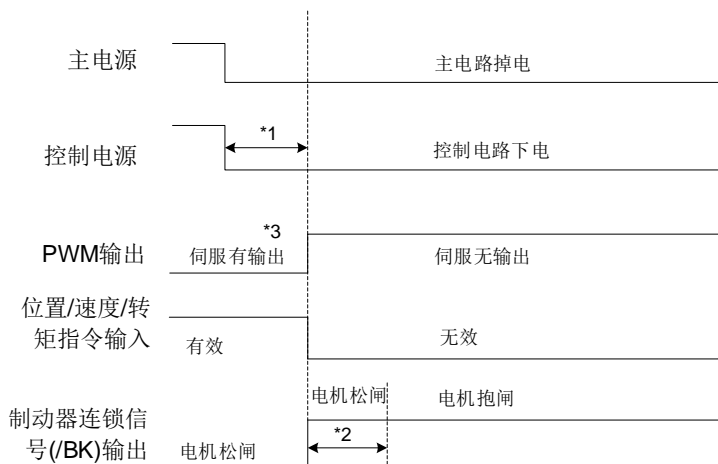 主电源
主电路掉电
*1
控制电源
控制电路下电
*3
PWM输出
伺服有输出
伺服无输出
位置/速度/转
矩指令输入
有效
无效
电机松闸
电机抱闸
制动器连锁信
号(/BK)输出
电机松闸
*2